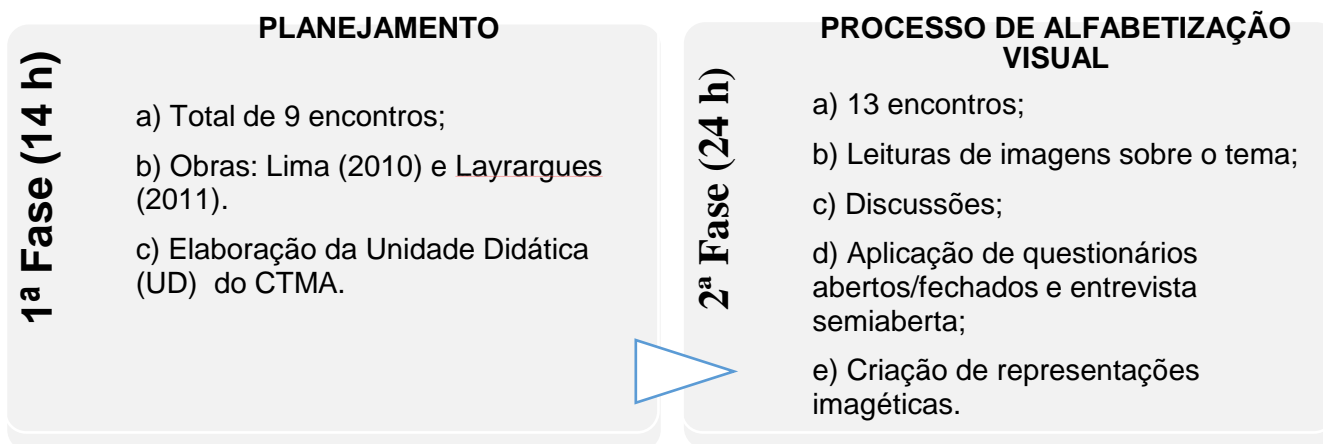 PLANEJAMENTO
1ª Fase (14 h)
a) Total de 9 encontros;
b) Obras: Lima (2010) e Layrargues
(2011).
c) Elaboração da Unidade Didática
(UD) do CTMA.
PROCESSO DE ALFABETIZAÇÃO
VISUAL
2ª Fase (24 h)
a) 13 encontros;
b) Leituras de imagens sobre o tema;
c) Discussões;
d) Aplicação de questionários
abertos/fechados e entrevista
semiaberta;
e) Criação de representações
imagéticas.